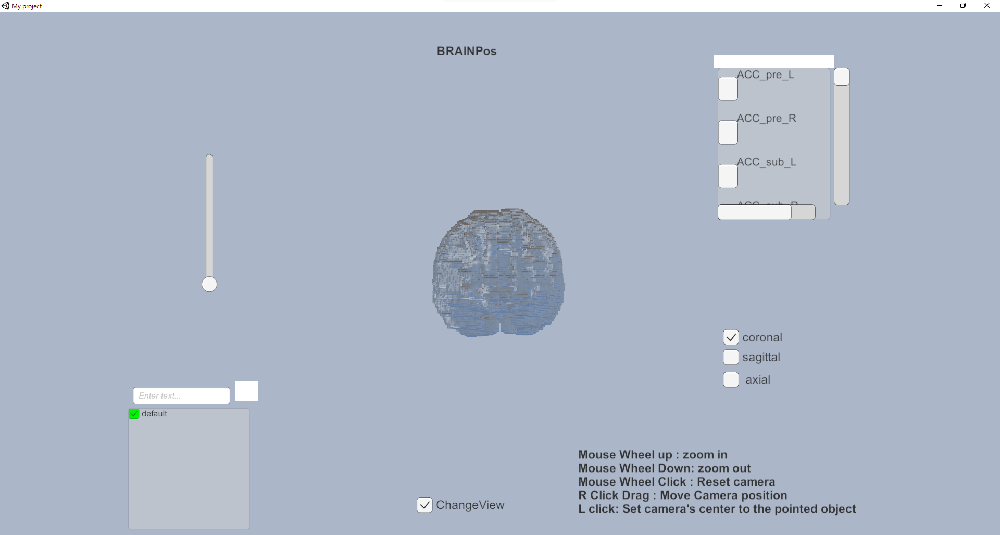 My project
BRAINPos
ACC_pre_L
ACC_pre_R
ACC_sub_L
ACC_sub_R
coronal
sagittal
axial
Enter text...
default
ChangeView
Mouse Wheel up : zoom in
Mouse Wheel Down: zoom out
Mouse Wheel Click : Reset camera
R Click Drag : Move Camera position
L click: Set camera's center to the pointed object